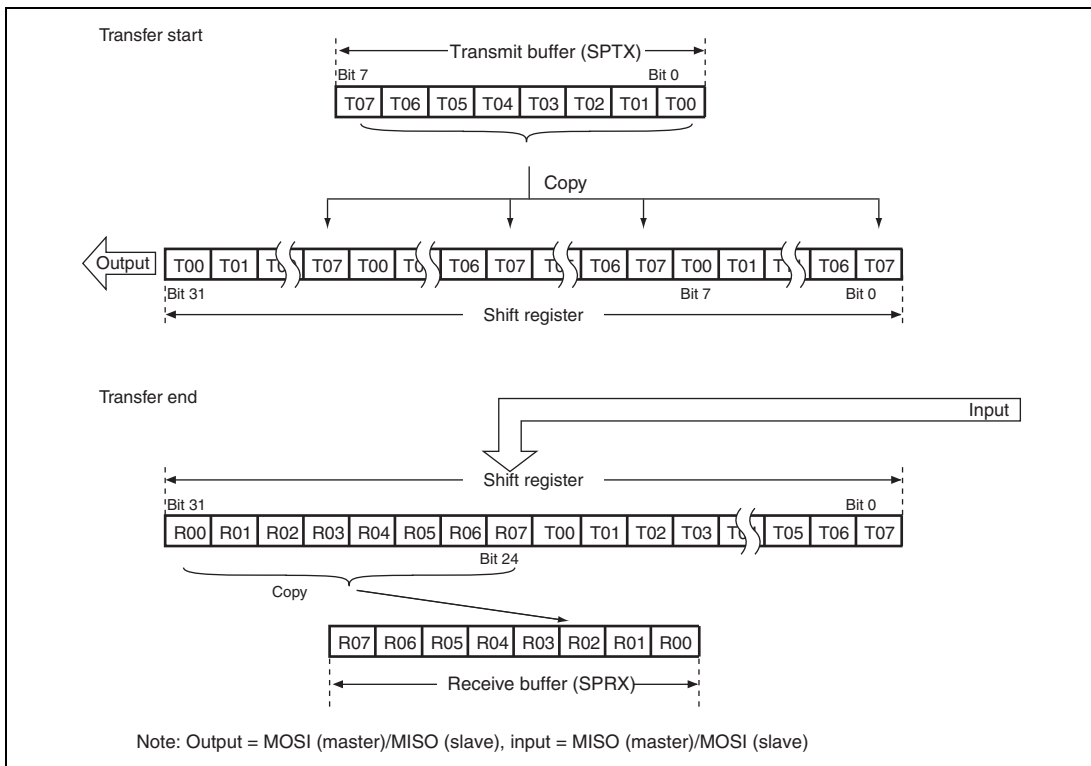 Transfer start
Transmit buffer (SPTX)
Bit 7 Bit 0
T07 T06 T05 T04 T03 T02 T01 T00
Copy
Output T00 T01 T07 T00 T06 T07 T06 T07 T00 T01 T06 T07
Bit 31 Bit 7 Bit 0
Shift register
Transfer end
Input
Shift register
Bit 31 Bit 0
R00 R01 R02 R03 R04 R05 R06 R07 T00 T01 T02 T03 T05 T06 T07
Bit 24
Copy
R07 R06 R05 R04 R03 R02 R01 R00
Receive buffer (SPRX)
Note: Output = MOSI (master)/MISO (slave), input = MISO (master)/MOSI (slave)